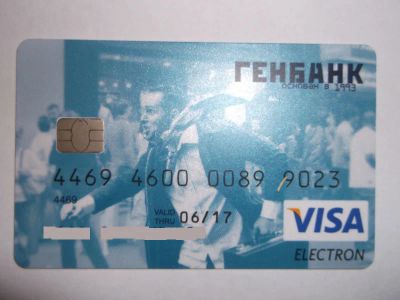 ГЕНБАНК
основан в 1993
4469 4600 0089 9023
4469
VALID THRU 06/17
VISA
ELECTRON